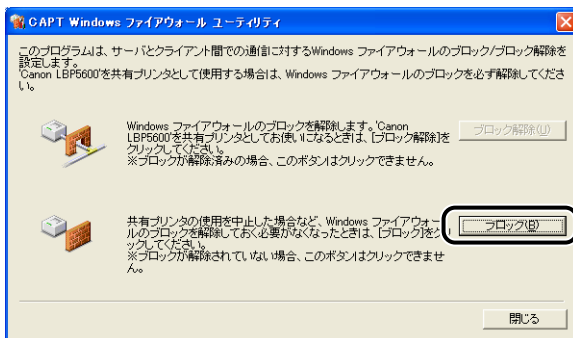 CAPT Windows ファイアウォール ユーティリティ
このプログラムは、サーバとクライアント間での通信に対するWindows ファイアウォールのブロック/ブロック解除を
設定します。
'Canon LBP5600'を共有プリンタとして使用する場合は、Windows ファイアウォールのブロックを必ず解除してくださ
い。
Windows ファイアウォールのブロックを解除します。'Canon
LBP5600'を共有プリンタとしてお使いになるときは、[ブロック解除]を
クリックしてください。
※ブロックが解除済みの場合、このボタンはクリックできません。
ブロック解除(U)
共有プリンタの使用を中止した場合など、Windows ファイアウォー
ルのブロックを解除しておく必要がなくなったときは、[ブロック]をク
ックしてください。
※ブロックが解除されていない場合、このボタンはクリックできませ
ん。
ブロック(B)
閉じる